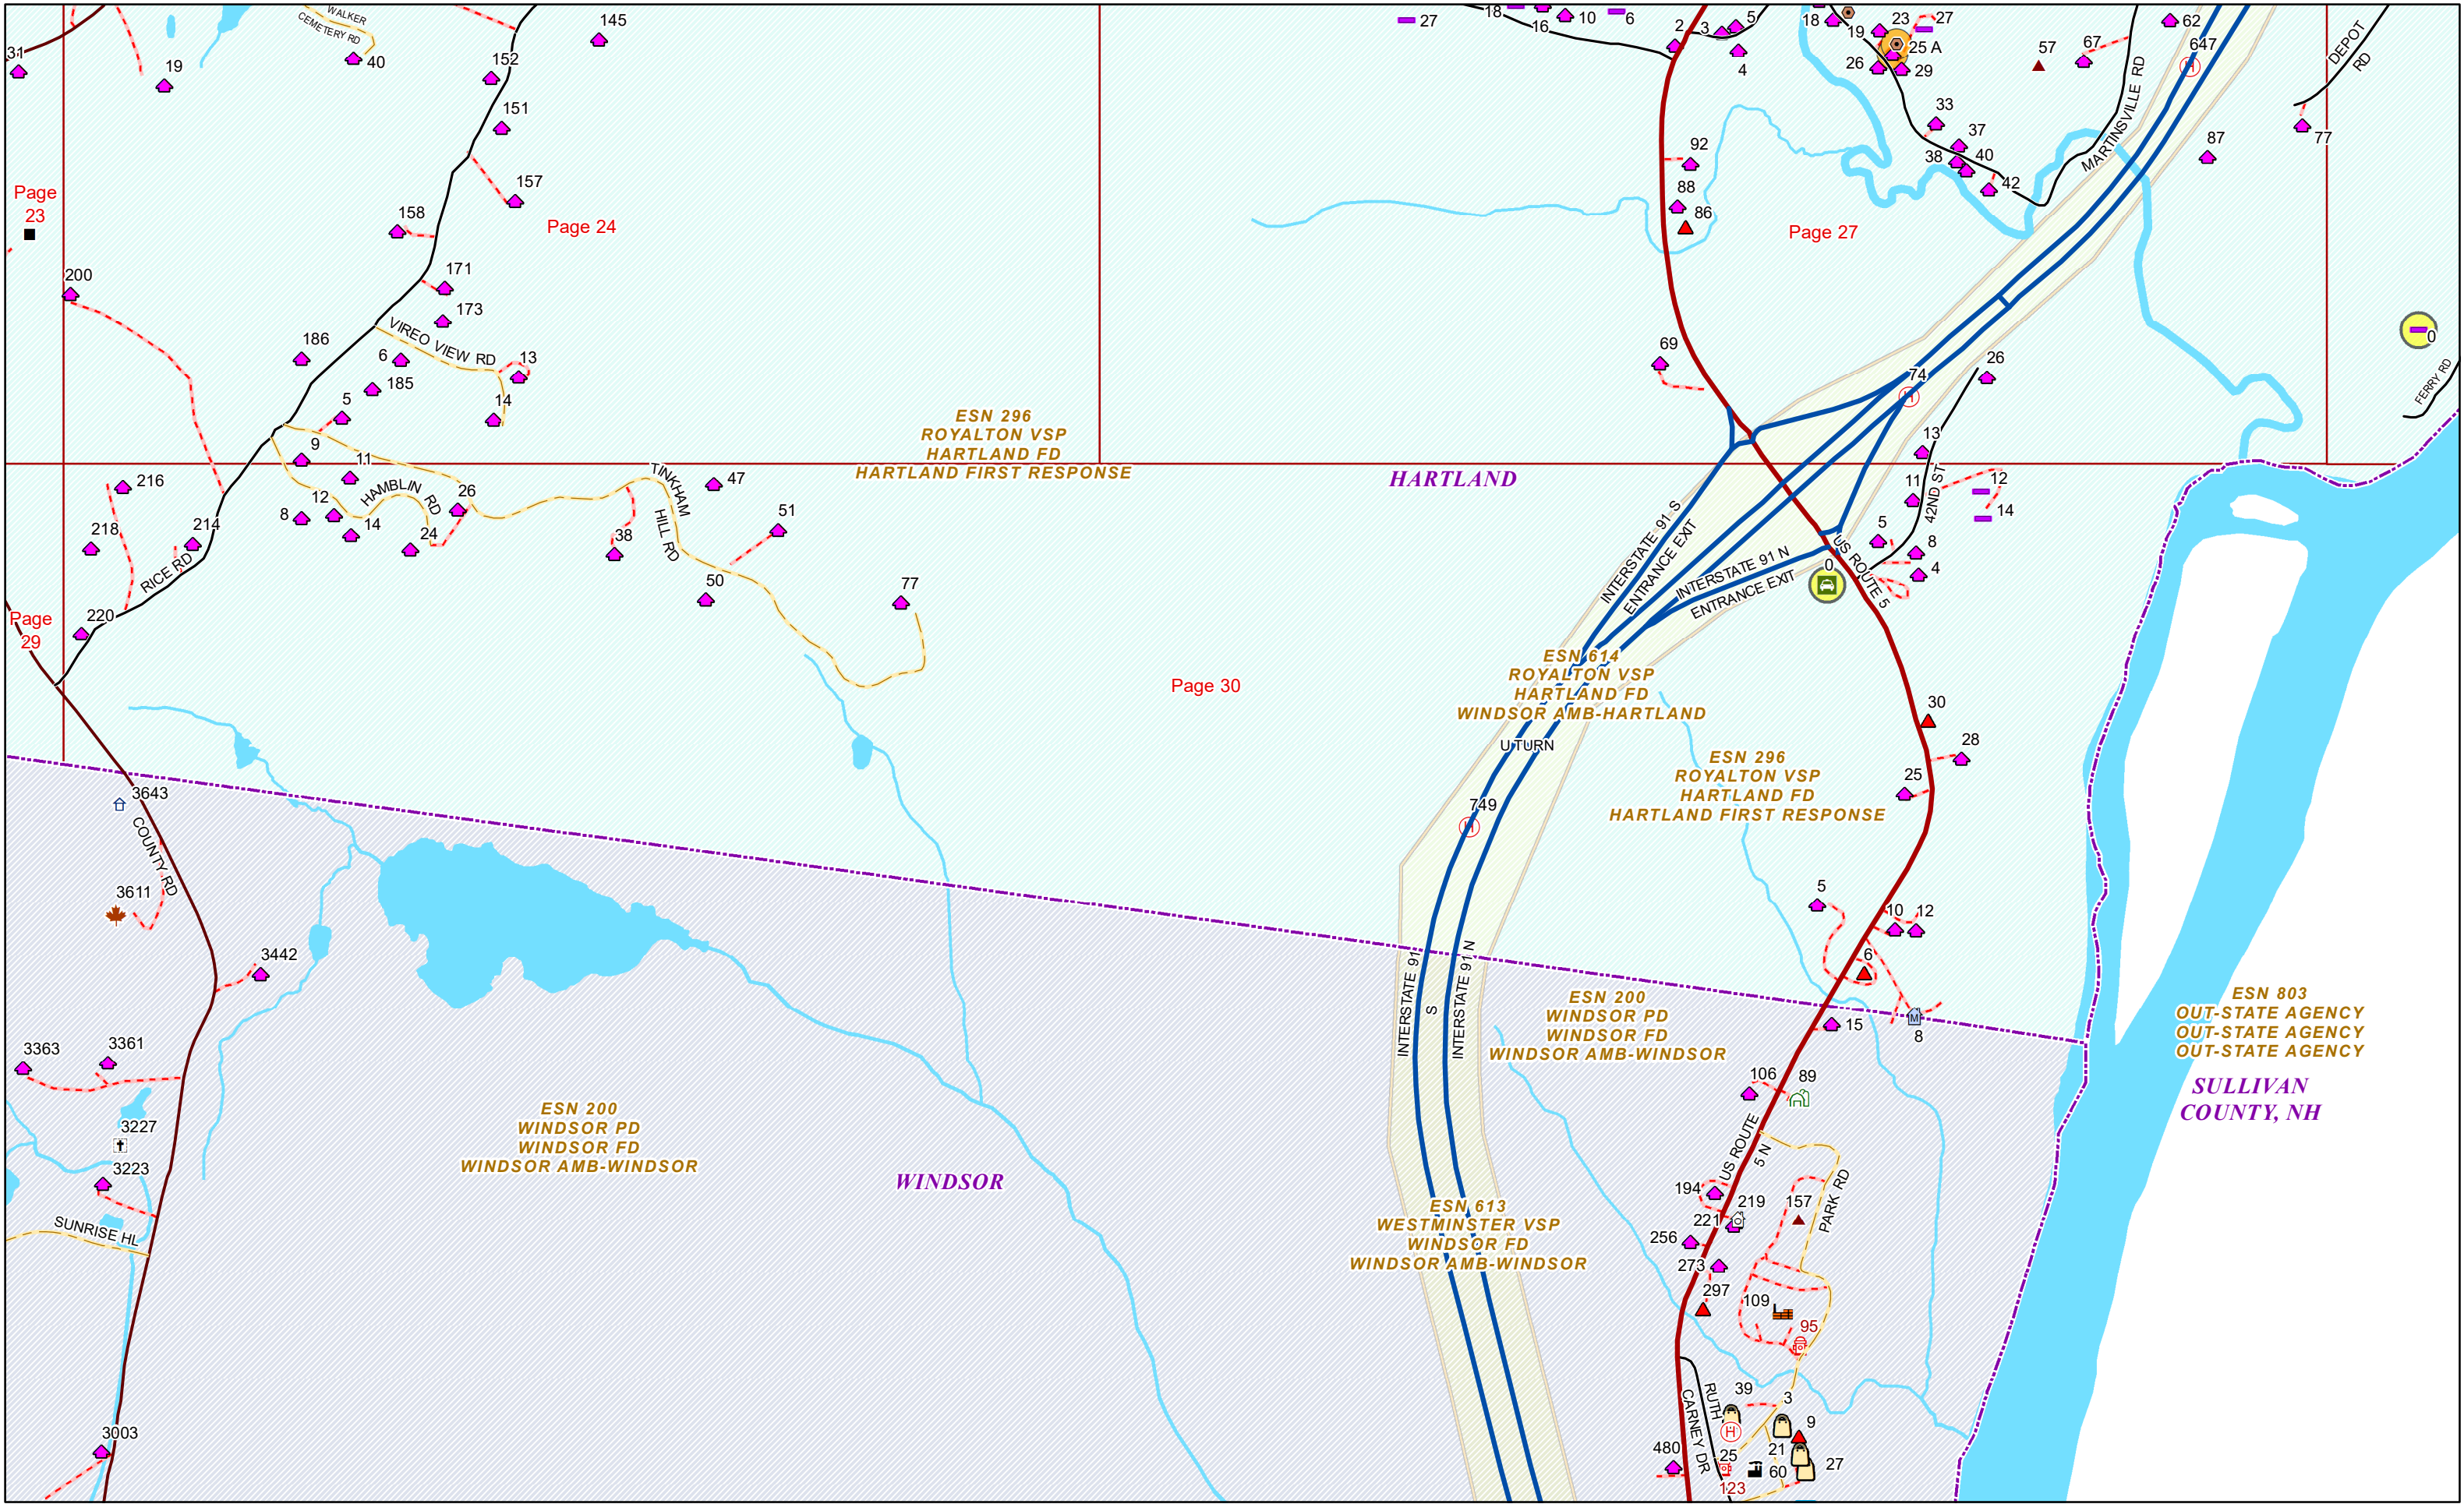 WALKER
CEMETERY RD
145
27
18
16
10
6
2
3
5
4
18
19
23
27
25 A
26
29
57
67
62
647
DEPOT
RD
31
19
40
152
151
33
37
38
40
42
MARTINSVILLE RD
87
77
Page
23
157
158
Page 24
92
88
86
Page 27
200
171
173
VIREO VIEW RD
186
6
185
13
5
14
69
74
26
0
FERRY RD
ESN 296
ROYALTON VSP
HARTLAND FD
HARTLAND FIRST RESPONSE
9
11
HAMBLIN RD
26
12
8
14
24
216
218
214
RICE RD
220
TINKHAM
HILL RD
47
51
38
50
77
HARTLAND
13
11
42ND ST
12
14
5
8
4
INTERSTATE 91 S
ENTRANCE EXIT
INTERSTATE 91 N
ENTRANCE EXIT
0
US ROUTE 5
Page
29
Page 30
ESN 614
ROYALTON VSP
HARTLAND FD
WINDSOR AMB-HARTLAND
U TURN
30
28
25
ESN 296
ROYALTON VSP
HARTLAND FD
HARTLAND FIRST RESPONSE
749
3643
COUNTY RD
3611
3442
5
10
12
6
INTERSTATE 91
S
INTERSTATE 91 N
ESN 200
WINDSOR PD
WINDSOR FD
WINDSOR AMB-WINDSOR
15
M
8
ESN 803
OUT-STATE AGENCY
OUT-STATE AGENCY
OUT-STATE AGENCY
SULLIVAN
COUNTY, NH
3363
3361
3227
3223
SUNRISE HL
ESN 200
WINDSOR PD
WINDSOR FD
WINDSOR AMB-WINDSOR
WINDSOR
106
89
US ROUTE
5 N
PARK RD
194
219
157
221
256
273
297
109
95
ESN 613
WESTMINSTER VSP
WINDSOR FD
WINDSOR AMB-WINDSOR
RUTH
CARNEY DR
39
3
9
480
25
21
60
27
123
3003
H
H
H
H